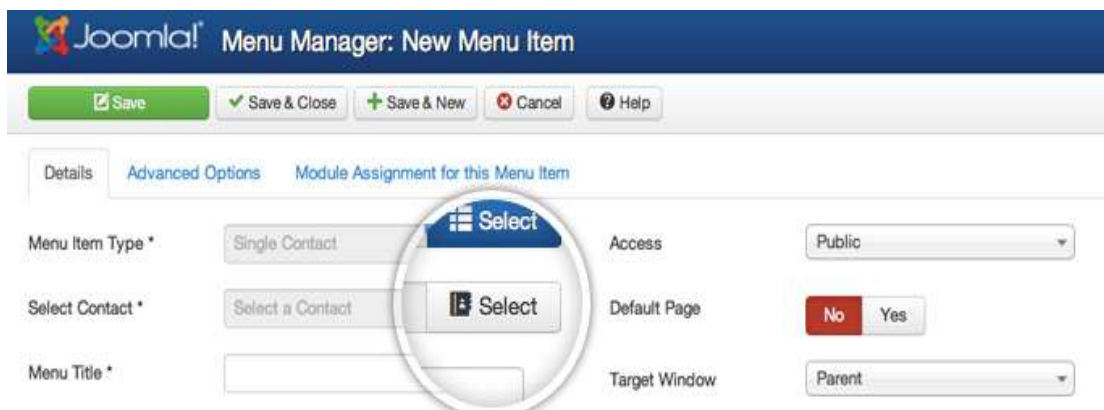 Joomla! Menu Manager: New Menu Item
Save Save & Close Save & New Cancel Help
Details Advanced Options Module Assignment for this Menu Item
Menu Item Type * Single Contact Select Access Public
Select Contact * Select a Contact Select Default Page No Yes
Menu Title * Target Window Parent